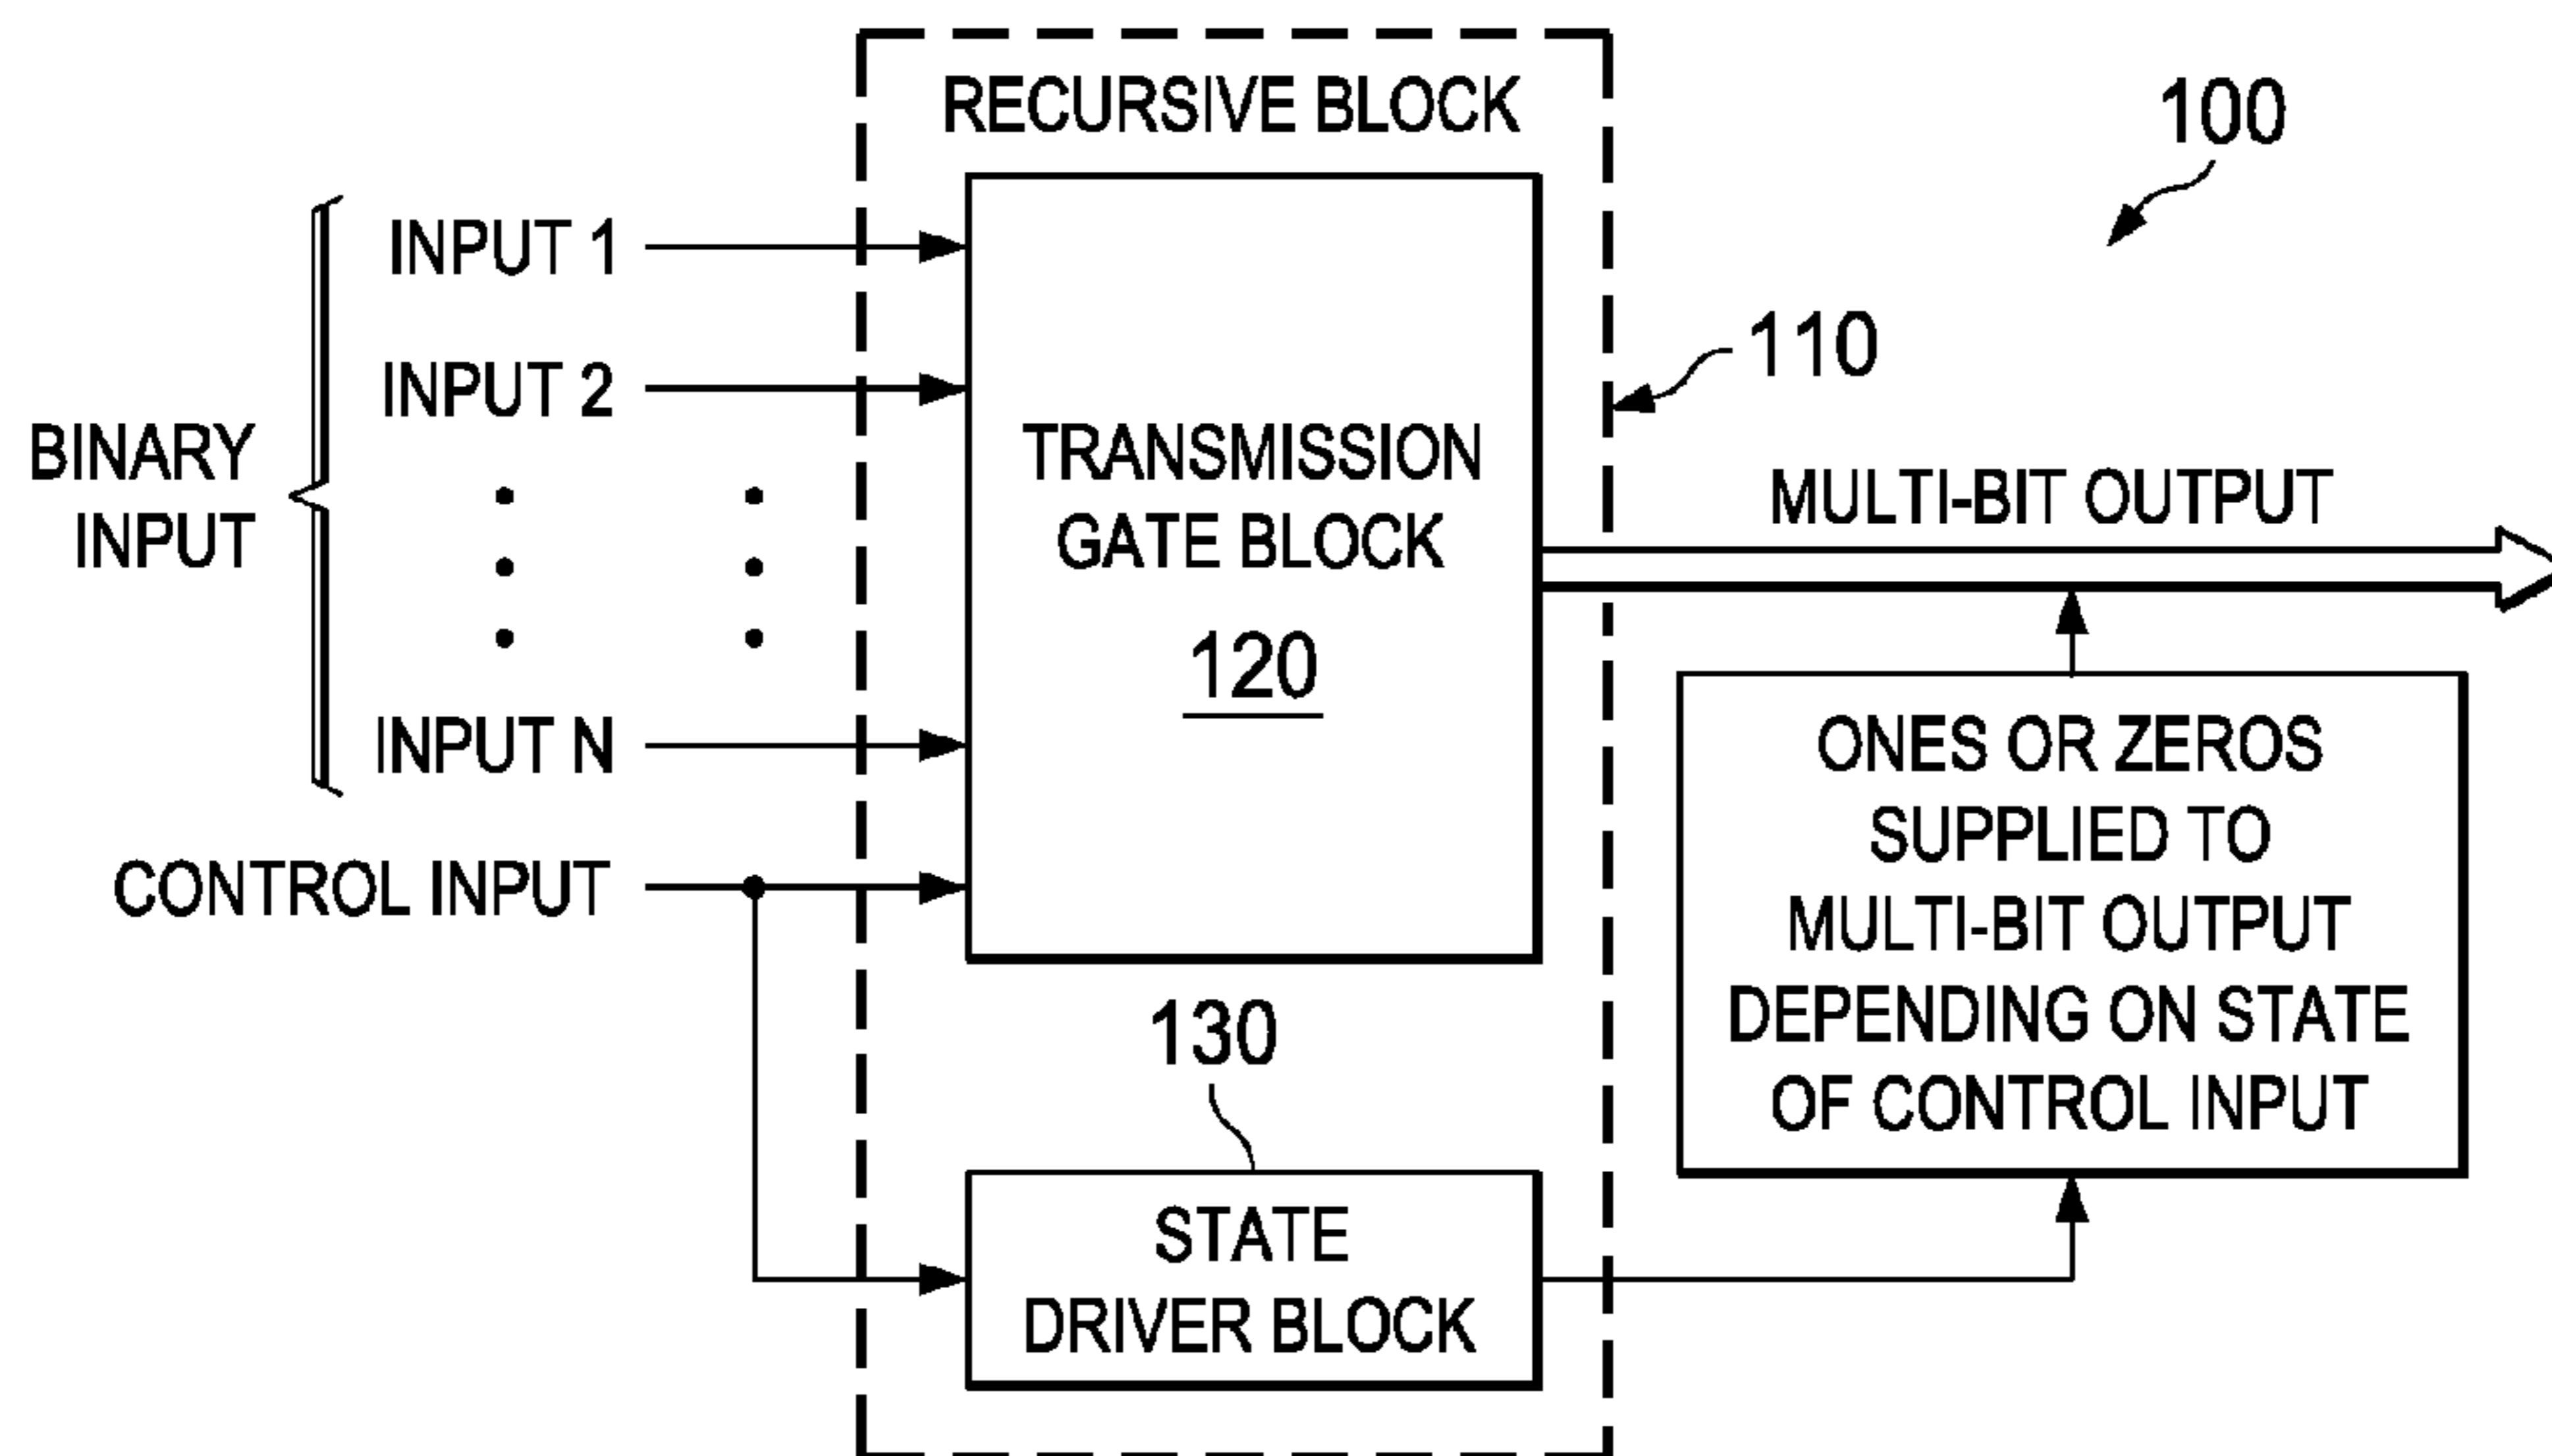 RECURSIVE BLOCK
100
INPUT 1
110
INPUT 2
BINARY
INPUT
TRANSMISSION
GATE BLOCK
120
MULTI-BIT OUTPUT
INPUT N
CONTROL INPUT
ONES OR ZEROS
SUPPLIED TO
MULTI-BIT OUTPUT
DEPENDING ON STATE
OF CONTROL INPUT
130
STATE
DRIVER BLOCK